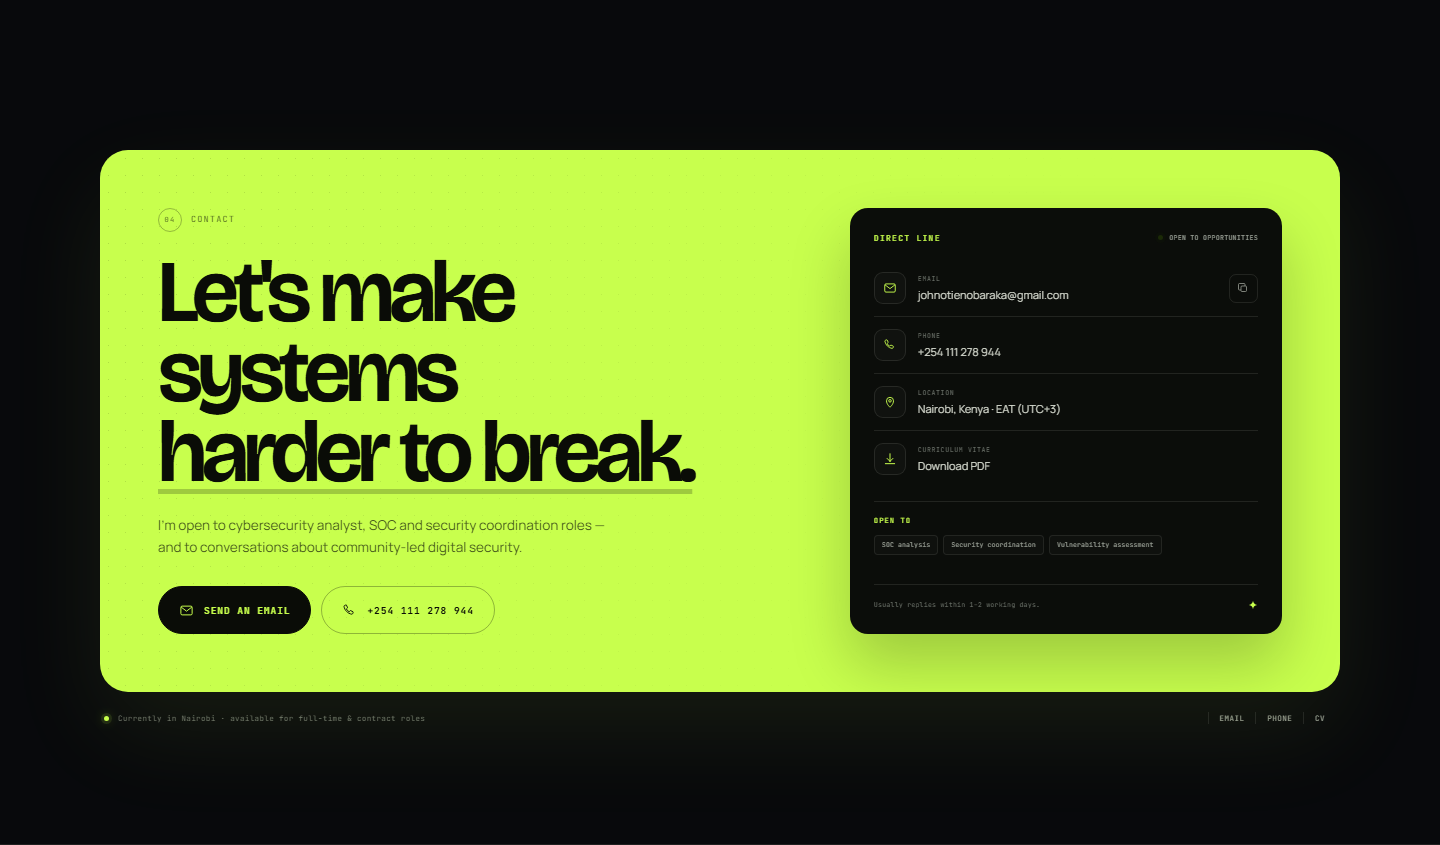 04 CONTACT
Let's make
systems
harder to break.
I'm open to cybersecurity analyst, SOC and security coordination roles —
and to conversations about community-led digital security.
SEND AN EMAIL
+254 111 278 944
DIRECT LINE
OPEN TO OPPORTUNITIES
EMAIL
johnotienobaraka@gmail.com
PHONE
+254 111 278 944
LOCATION
Nairobi, Kenya · EAT (UTC+3)
CURRICULUM VITAE
Download PDF
OPEN TO
SOC analysis
Security coordination
Vulnerability assessment
Usually replies within 1–2 working days.
Currently in Nairobi · available for full-time & contract roles
EMAIL
PHONE
CV